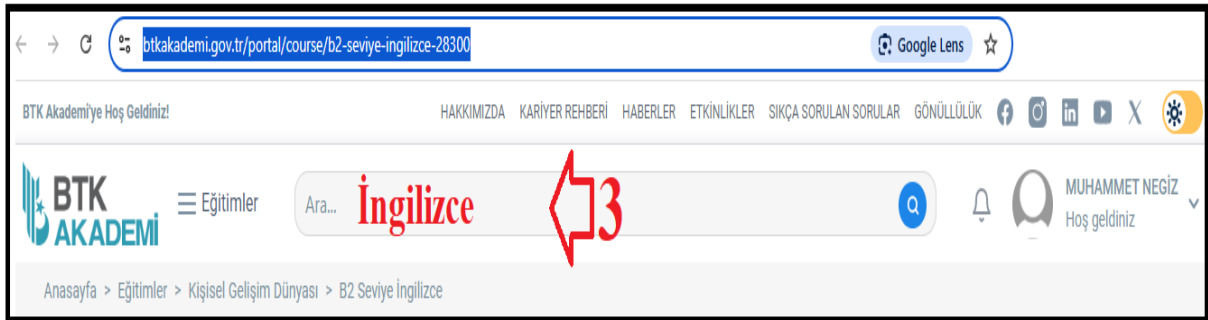 btkakademi.gov.tr/portal/course/b2-seviye-ingilizce-28300 Google Lens
BTK Akademi'ye Hoş Geldiniz! HAKKIMIZDA KARİYER REHBERİ HABERLER ETKİNLİKLER SIKÇA SORULAN SORULAR GÖNÜLLÜLÜK
BTK AKADEMİ Eğitimler Ara... İngilizce 3 MUHAMMET NEGİZ
Hoş geldiniz
Anasayfa > Eğitimler > Kişisel Gelişim Dünyası > B2 Seviye İngilizce